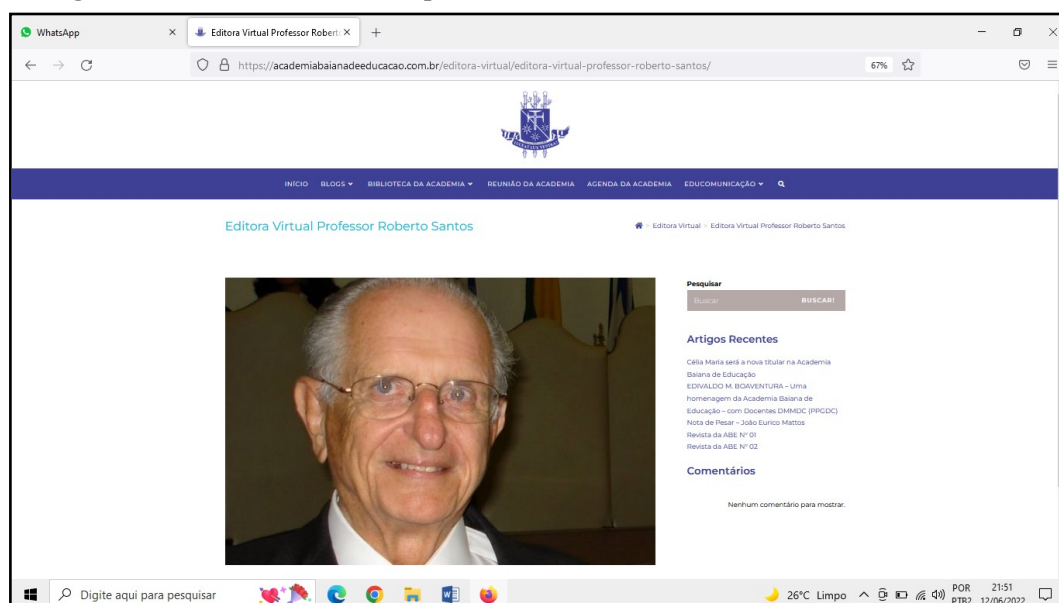 WhatsApp
Editora Virtual Professor Robert
https://academiabaianadeeducacao.com.br/editora-virtual/editora-virtual-professor-roberto-santos/
67%
INÍCIO BLOGS BIBLIOTECA DA ACADEMIA REUNIÃO DA ACADEMIA AGENDA DA ACADEMIA EDUCOMUNICAÇÃO
Editora Virtual Professor Roberto Santos
> Editora Virtual > Editora Virtual Professor Roberto Santos
Pesquisar
Buscar BUSCAR!
Artigos Recentes
Célia Maria será a nova titular na Academia
Baiana de Educação
EDIVALDO M. BOAVENTURA – Uma
homenagem da Academia Baiana de
Educação – com Docentes DMMDC (PPGDC)
Nota de Pesar – João Eurico Mattos
Revista da ABE Nº 01
Revista da ABE Nº 02
Comentários
Nenhum comentário para mostrar.
Digite aqui para pesquisar
26°C Limpo
POR
PTB2
21:51
12/06/2022